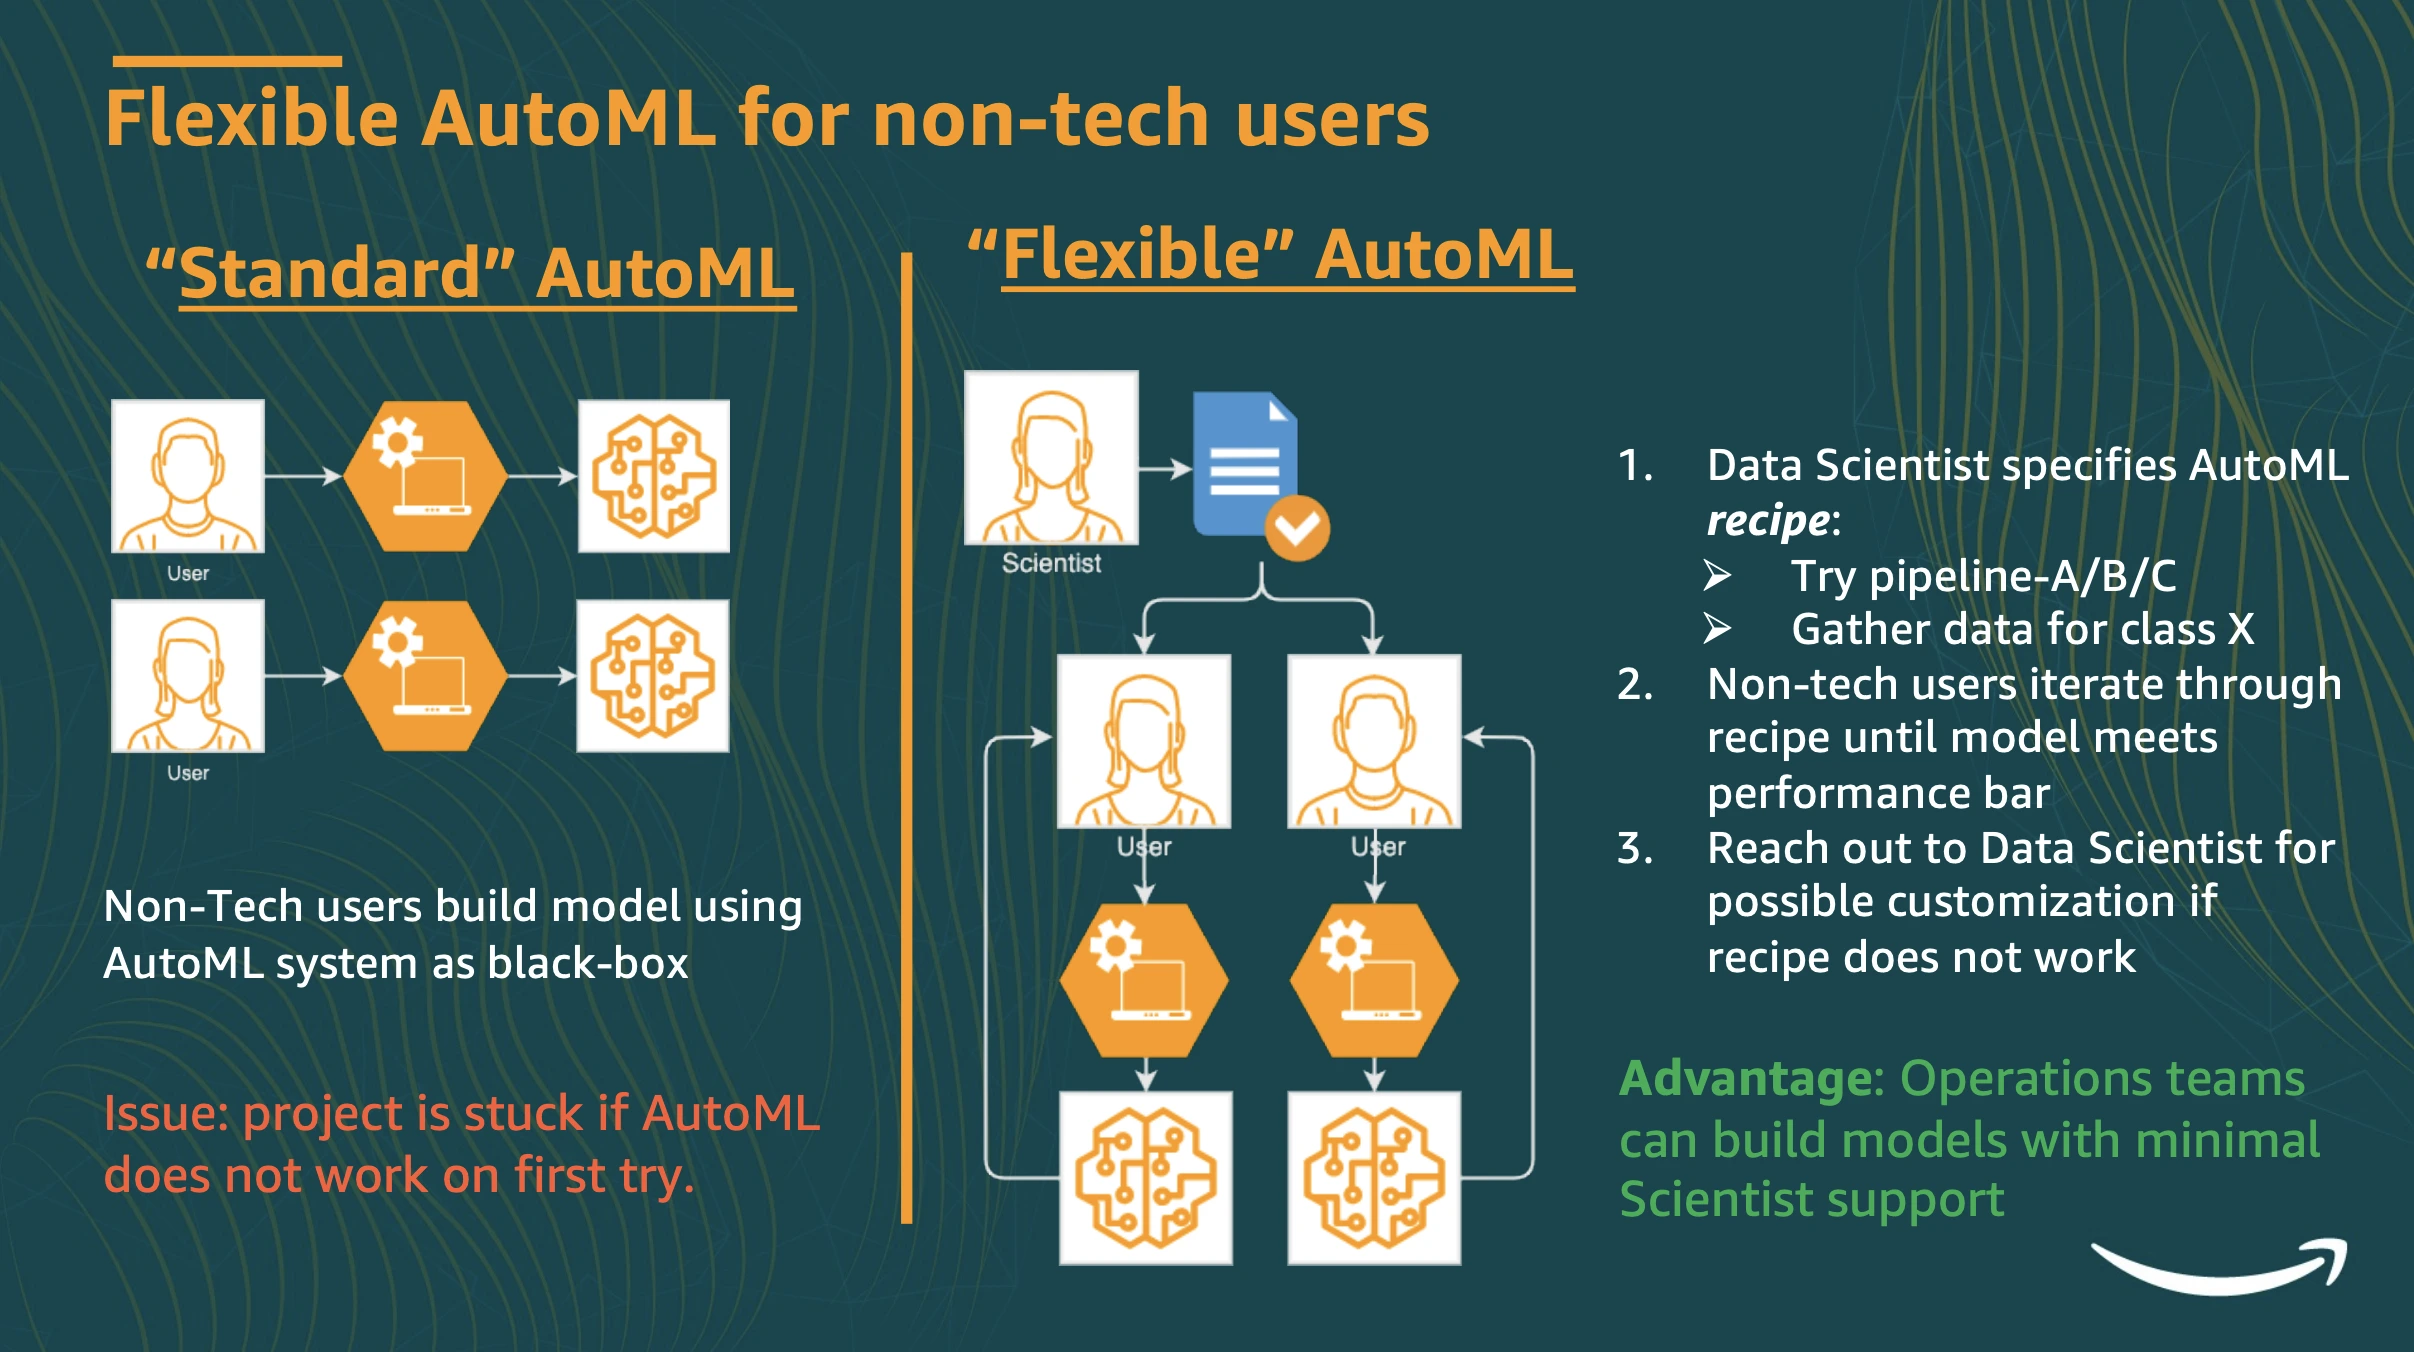 Flexible AutoML for non-tech users
“Standard” AutoML
User
User
Non-Tech users build model using
AutoML system as black-box
Issue: project is stuck if AutoML
does not work on first try.
“Flexible” AutoML
Scientist
User
User
1. Data Scientist specifies AutoML
recipe:
➢ Try pipeline-A/B/C
➢ Gather data for class X
2. Non-tech users iterate through
recipe until model meets
performance bar
3. Reach out to Data Scientist for
possible customization if
recipe does not work
Advantage: Operations teams
can build models with minimal
Scientist support